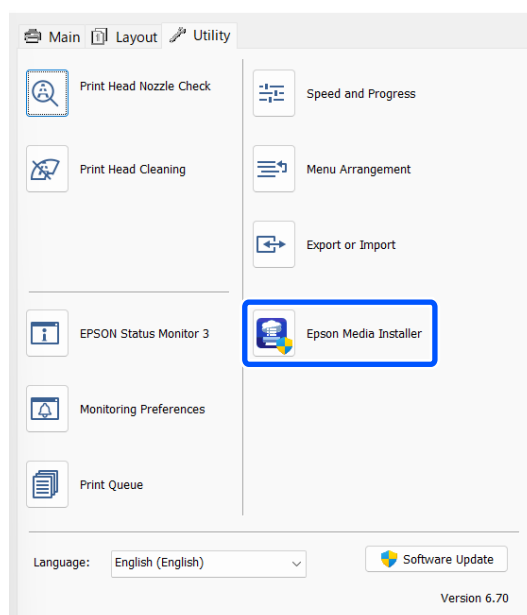 Main
Layout
Utility
Print Head Nozzle Check
Speed and Progress
Print Head Cleaning
Menu Arrangement
Export or Import
EPSON Status Monitor 3
Epson Media Installer
Monitoring Preferences
Print Queue
Language:
English (English)
Software Update
Version 6.70